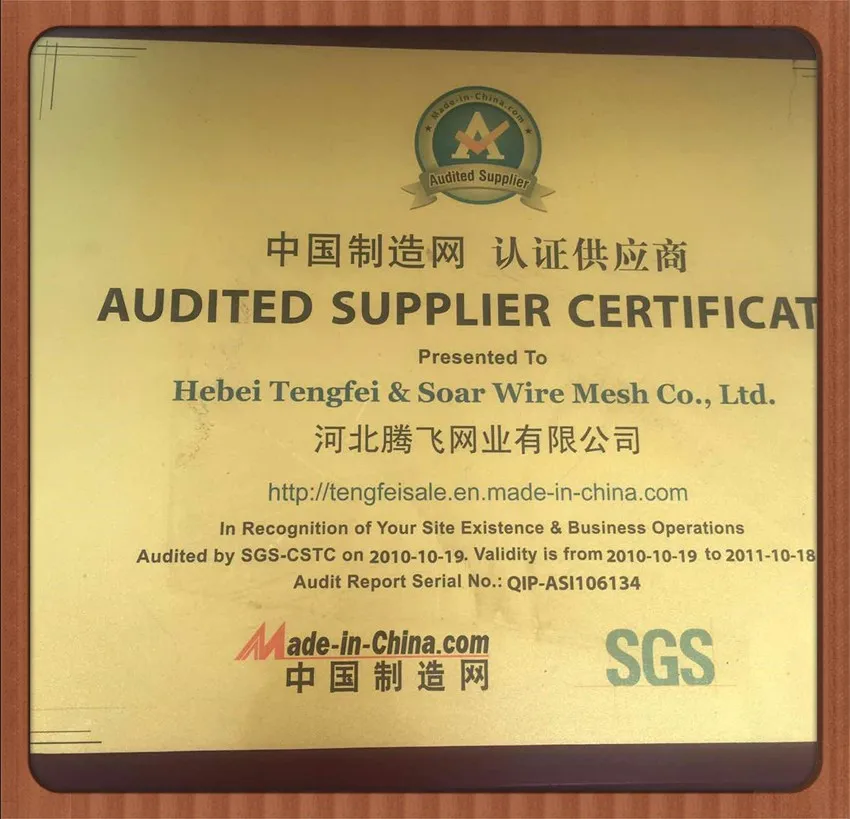 Made-in-China.com
A
Audited Supplier
中国制造网 认证供应商
AUDITED SUPPLIER CERTIFICAT
Presented To
Hebei Tengfei & Soar Wire Mesh Co., Ltd.
河北腾飞网业有限公司
http://tengfeisale.en.made-in-china.com
In Recognition of Your Site Existence & Business Operations
Audited by SGS-CSTC on 2010-10-19. Validity is from 2010-10-19 to 2011-10-18
Audit Report Serial No.: QIP-ASI106134
Made-in-China.com
中国制造网
SGS